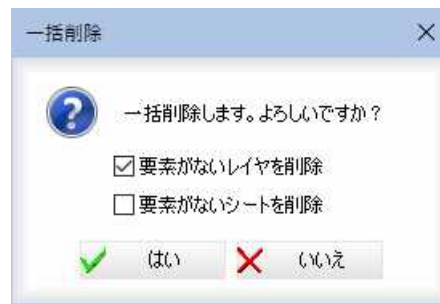 一括削除
一括削除します。よろしいですか?
要素がないレイヤを削除
要素がないシートを削除
はい いいえ